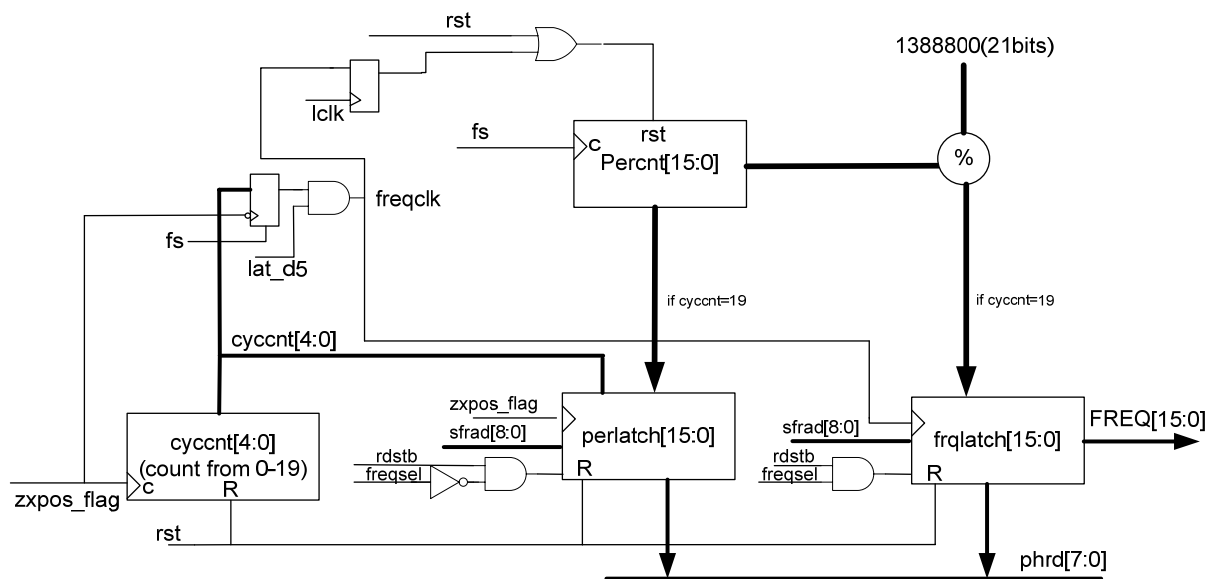 rst
1388800(21bits)
lclk
fs
rst
C
Percnt[15:0]
%
freqclk
fs
lat_d5
if cyccnt=19
if cyccnt=19
cyccnt[4:0]
zxpos_flag
sfrad[8:0]
perlatch[15:0]
rdstb
freqsel
R
sfrad[8:0]
frqlatch[15:0]
FREQ[15:0]
rdstb
freqsel
R
cyccnt[4:0]
(count from 0-19)
C
R
zxpos_flag
rst
phrd[7:0]